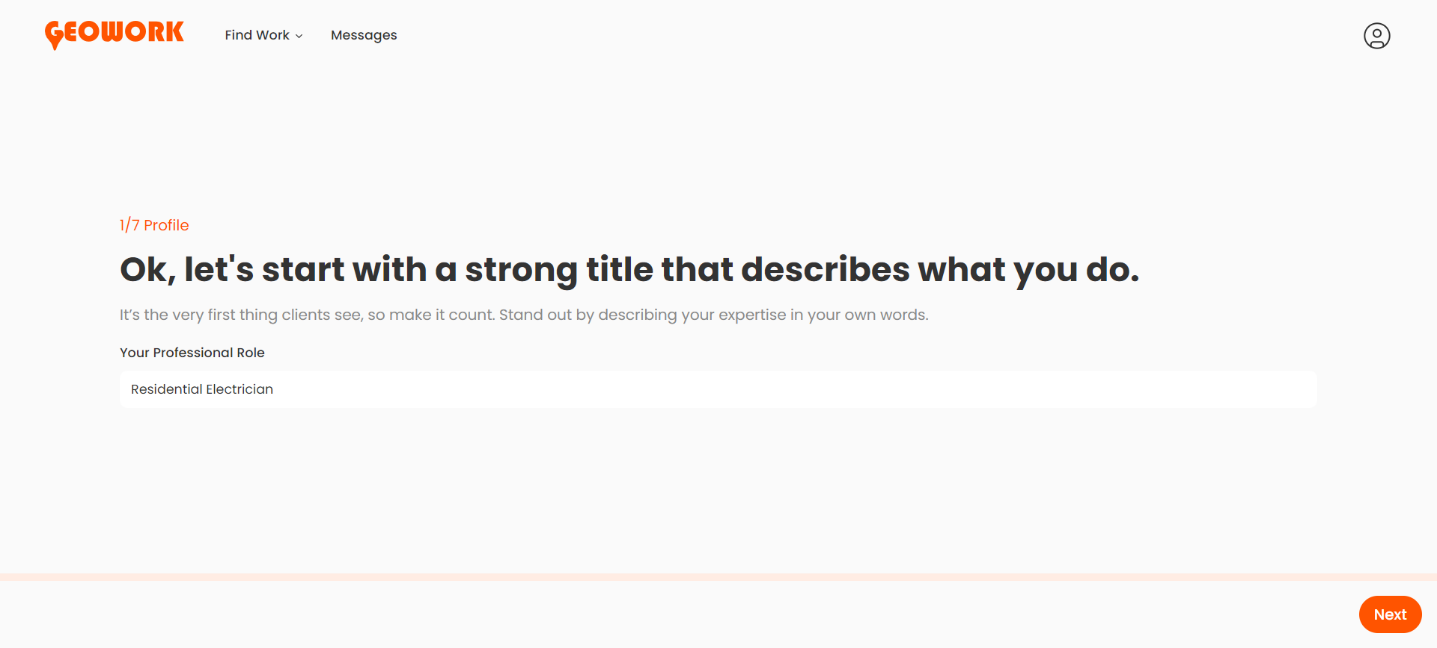 GEOWORK
Find Work
Messages
1/7 Profile
Ok, let's start with a strong title that describes what you do.
It’s the very first thing clients see, so make it count. Stand out by describing your expertise in your own words.
Your Professional Role
Residential Electrician
Next